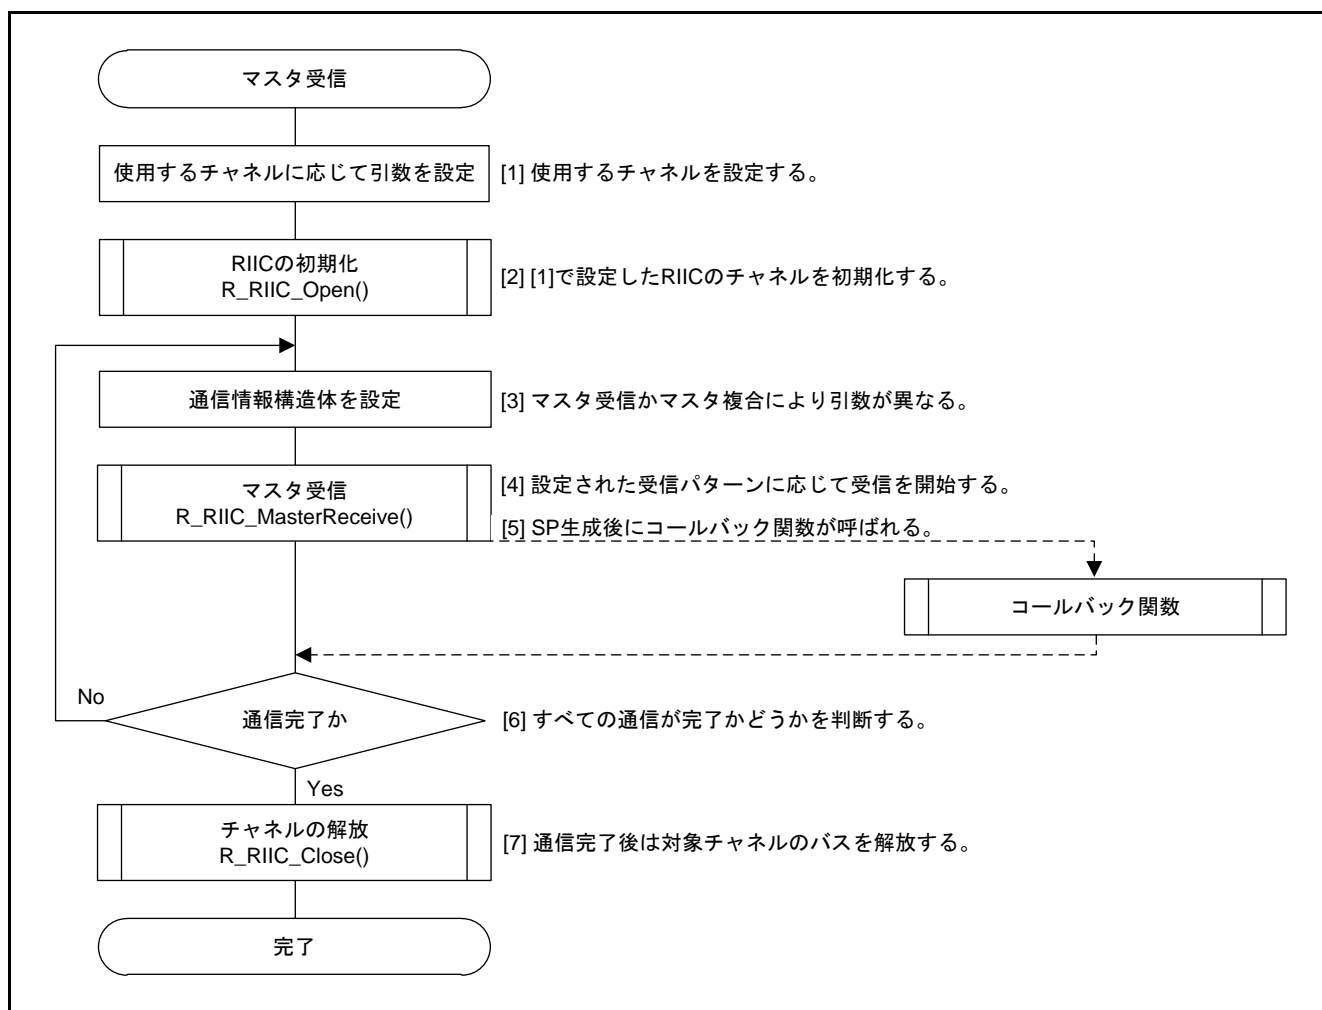 マスタ受信
使用するチャネルに応じて引数を設定
[1] 使用するチャネルを設定する。
RIICの初期化
R_RIIC_Open()
[2] [1]で設定したRIICのチャネルを初期化する。
通信情報構造体を設定
[3] マスタ受信かマスタ複合により引数が異なる。
マスタ受信
R_RIIC_MasterReceive()
[4] 設定された受信パターンに応じて受信を開始する。
[5] SP生成後にコールバック関数が呼ばれる。
コールバック関数
No
通信完了か
[6] すべての通信が完了かどうかを判断する。
Yes
チャネルの解放
R_RIIC_Close()
[7] 通信完了後は対象チャネルのバスを解放する。
完了